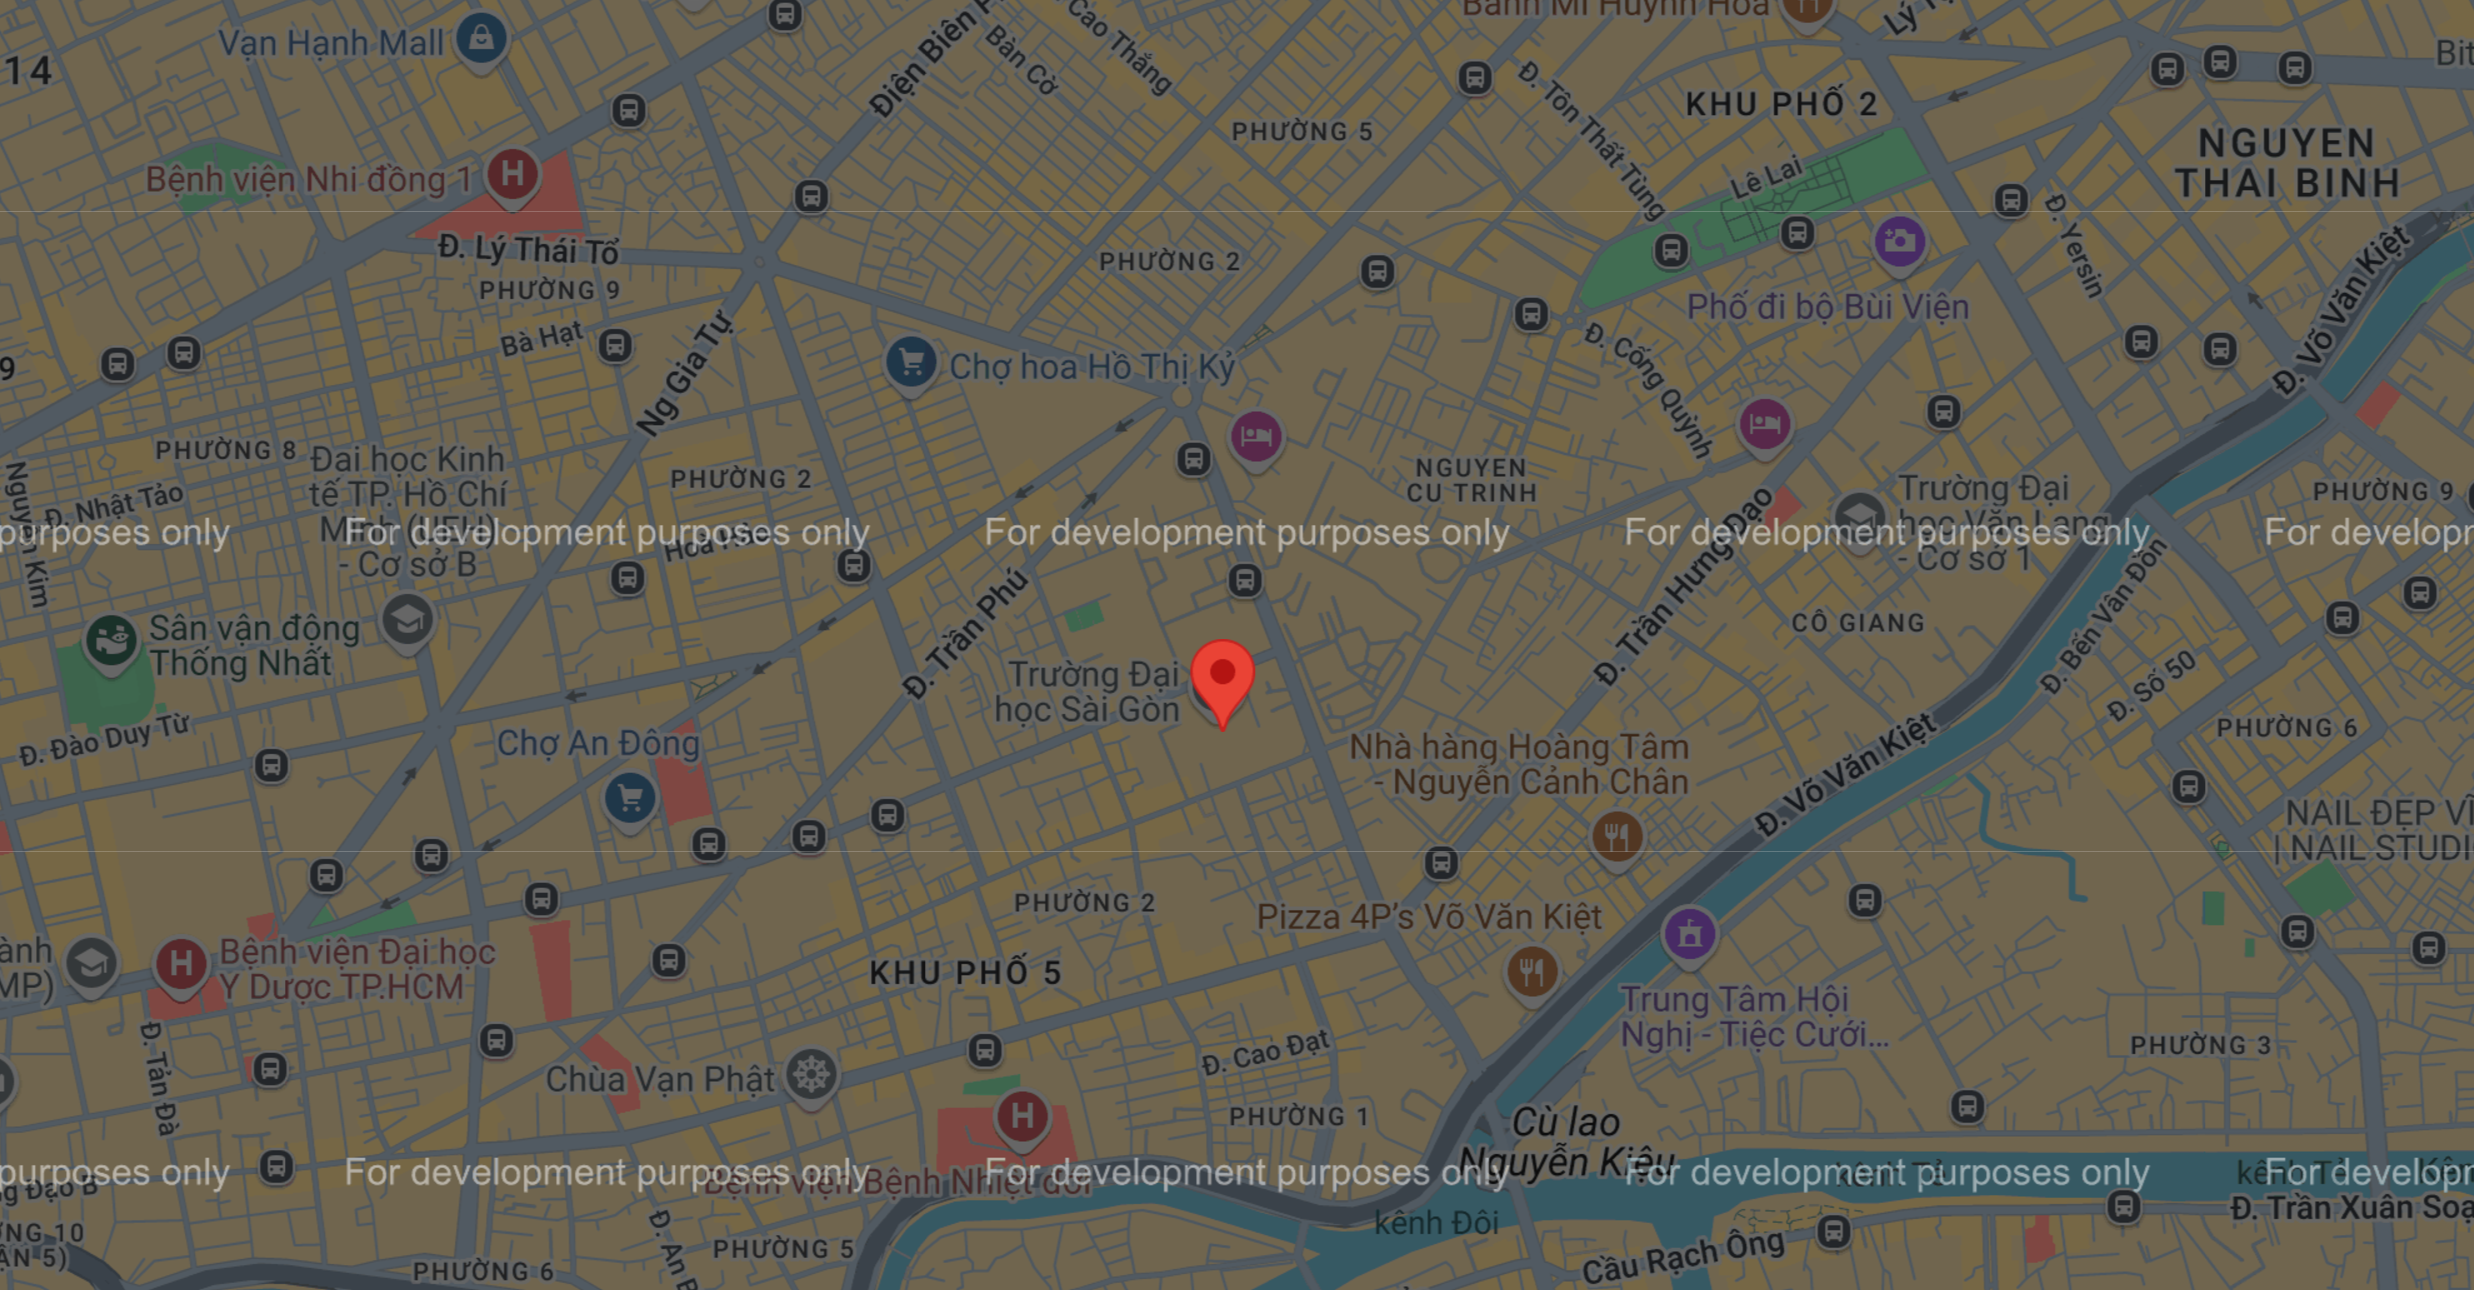 Bánh Mì Huynh Hoa
Lý Tự
Vạn Hạnh Mall
14
Điện Biên P
Bàn Cờ
Cao Thắng
Đ. Tôn Thất Tùng
KHU PHỐ 2
Bit
PHƯỜNG 5
NGUYEN
THAI BINH
Lê Lai
Bệnh viện Nhi đồng 1
Đ. Lý Thái Tổ
PHƯỜNG 9
PHƯỜNG 2
Đ. Yersin
Phố đi bộ Bùi Viện
Đ. Võ Văn Kiệt
Bà Hạt
Ng Gia Tự
Chợ hoa Hồ Thị Kỷ
Đ. Cống Quỳnh
9
PHƯỜNG 8
Đại học Kinh
tế TP. Hồ Chí
Minh (UEH)
- Cơ sở B
PHƯỜNG 2
NGUYEN
CU TRINH
Trường Đại
học Văn Lang
- Cơ sở 1
PHƯỜNG 9
Đ. Nhật Tảo
Nguyễn Kim
purposes only
For development purposes only
For development purposes only
For development purposes only
For developm
Đ. Trần Hưng Đạo
Đ. Trần Phú
CÔ GIANG
Đ. Bến Vân Đồn
Đ. Số 50
Sân vận động
Thống Nhất
Trường Đại
học Sài Gòn
Đ. Đào Duy Từ
Chợ An Đông
PHƯỜNG 6
Nhà hàng Hoàng Tâm
- Nguyễn Cảnh Chân
Đ. Võ Văn Kiệt
NAIL ĐẸP VĨ
| NAIL STUDI
PHƯỜNG 2
Pizza 4P's Võ Văn Kiệt
KHU PHỐ 5
ành
MP)
Bệnh viện Đại học
Y Dược TP.HCM
Trung Tâm Hội
Nghị - Tiệc Cưới...
Đ. Tản Đà
Chùa Vạn Phật
Đ. Cao Đạt
PHƯỜNG 3
PHƯỜNG 1
Cù lao
Nguyễn Kiệu
purposes only
For development purposes only
For development purposes only
For development purposes only
For developm
Bệnh viện Bệnh Nhiệt đới
kênh Tẻ
kênh Tẻ
g Đạo B
Đ. Trần Xuân Soạ
kênh Đôi
NG 10
ẬN 5)
Đ. An B
PHƯỜNG 5
PHƯỜNG 6
Cầu Rạch Ông